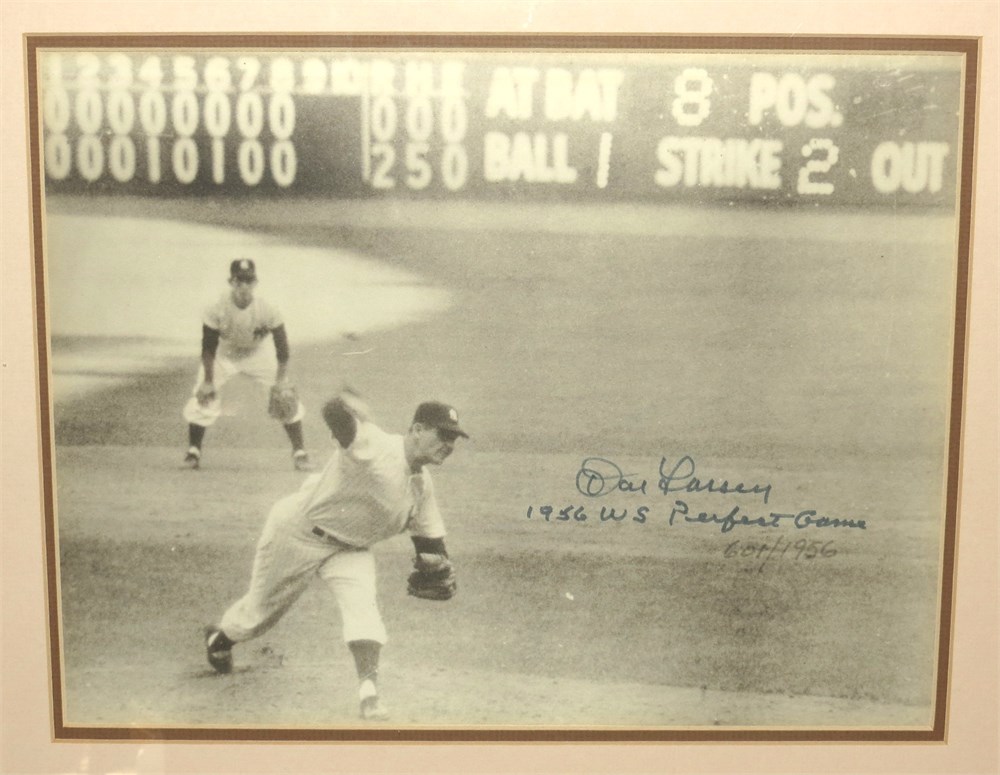 1 2 3 4 5 6 7 8 9 10 R H E AT BAT 8 POS.
0 0 0 0 0 0 0 0 0 0 0
0 0 0 1 0 1 0 0 2 5 0 BALL 1 STRIKE 2 OUT
Don Larsen
1956 WS Perfect Game
601/1956